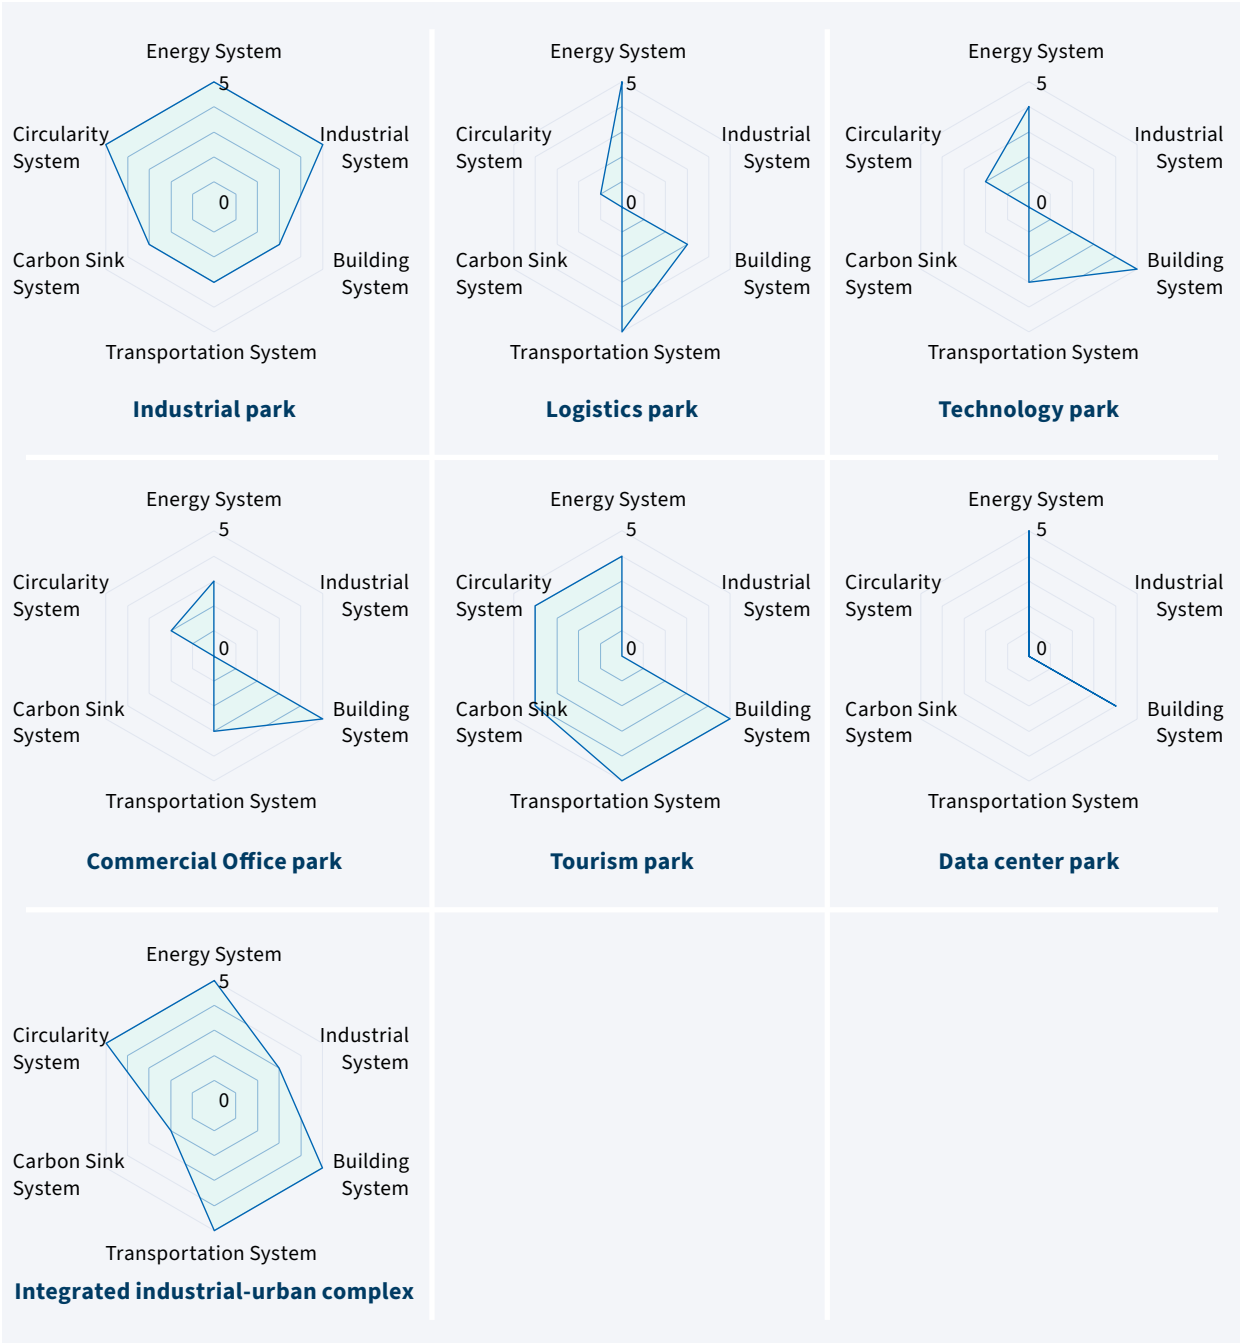 Energy System
5
Circularity
System
Industrial
System
0
Carbon Sink
System
Building
System
Transportation System
Industrial park
Energy System
5
Circularity
System
Industrial
System
0
Carbon Sink
System
Building
System
Transportation System
Logistics park
Energy System
5
Circularity
System
Industrial
System
0
Carbon Sink
System
Building
System
Transportation System
Technology park
Energy System
5
Circularity
System
Industrial
System
0
Carbon Sink
System
Building
System
Transportation System
Commercial Office park
Energy System
5
Circularity
System
Industrial
System
0
Carbon Sink
System
Building
System
Transportation System
Tourism park
Energy System
5
Circularity
System
Industrial
System
0
Carbon Sink
System
Building
System
Transportation System
Data center park
Energy System
5
Circularity
System
Industrial
System
0
Carbon Sink
System
Building
System
Transportation System
Integrated industrial-urban complex